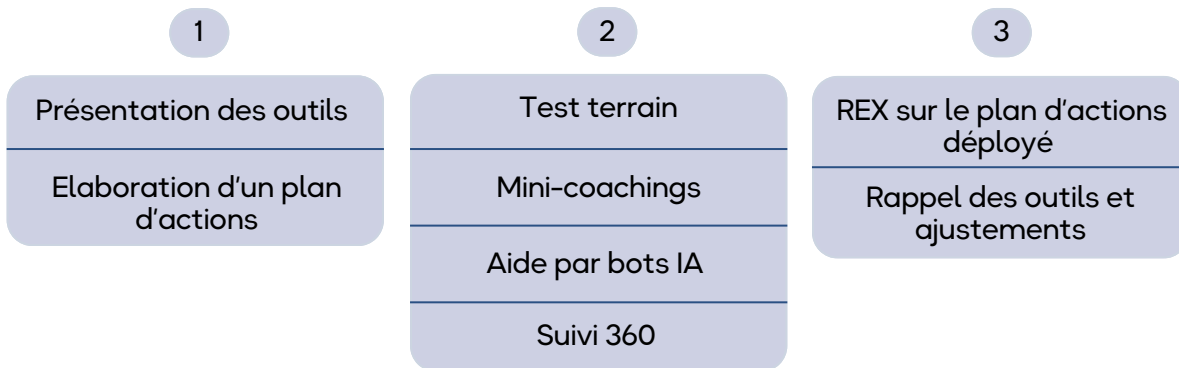 1
Présentation des outils
Elaboration d'un plan
d'actions
2
Test terrain
Mini-coachings
Aide par bots IA
Suivi 360
3
REX sur le plan d'actions
déployé
Rappel des outils et
ajustements